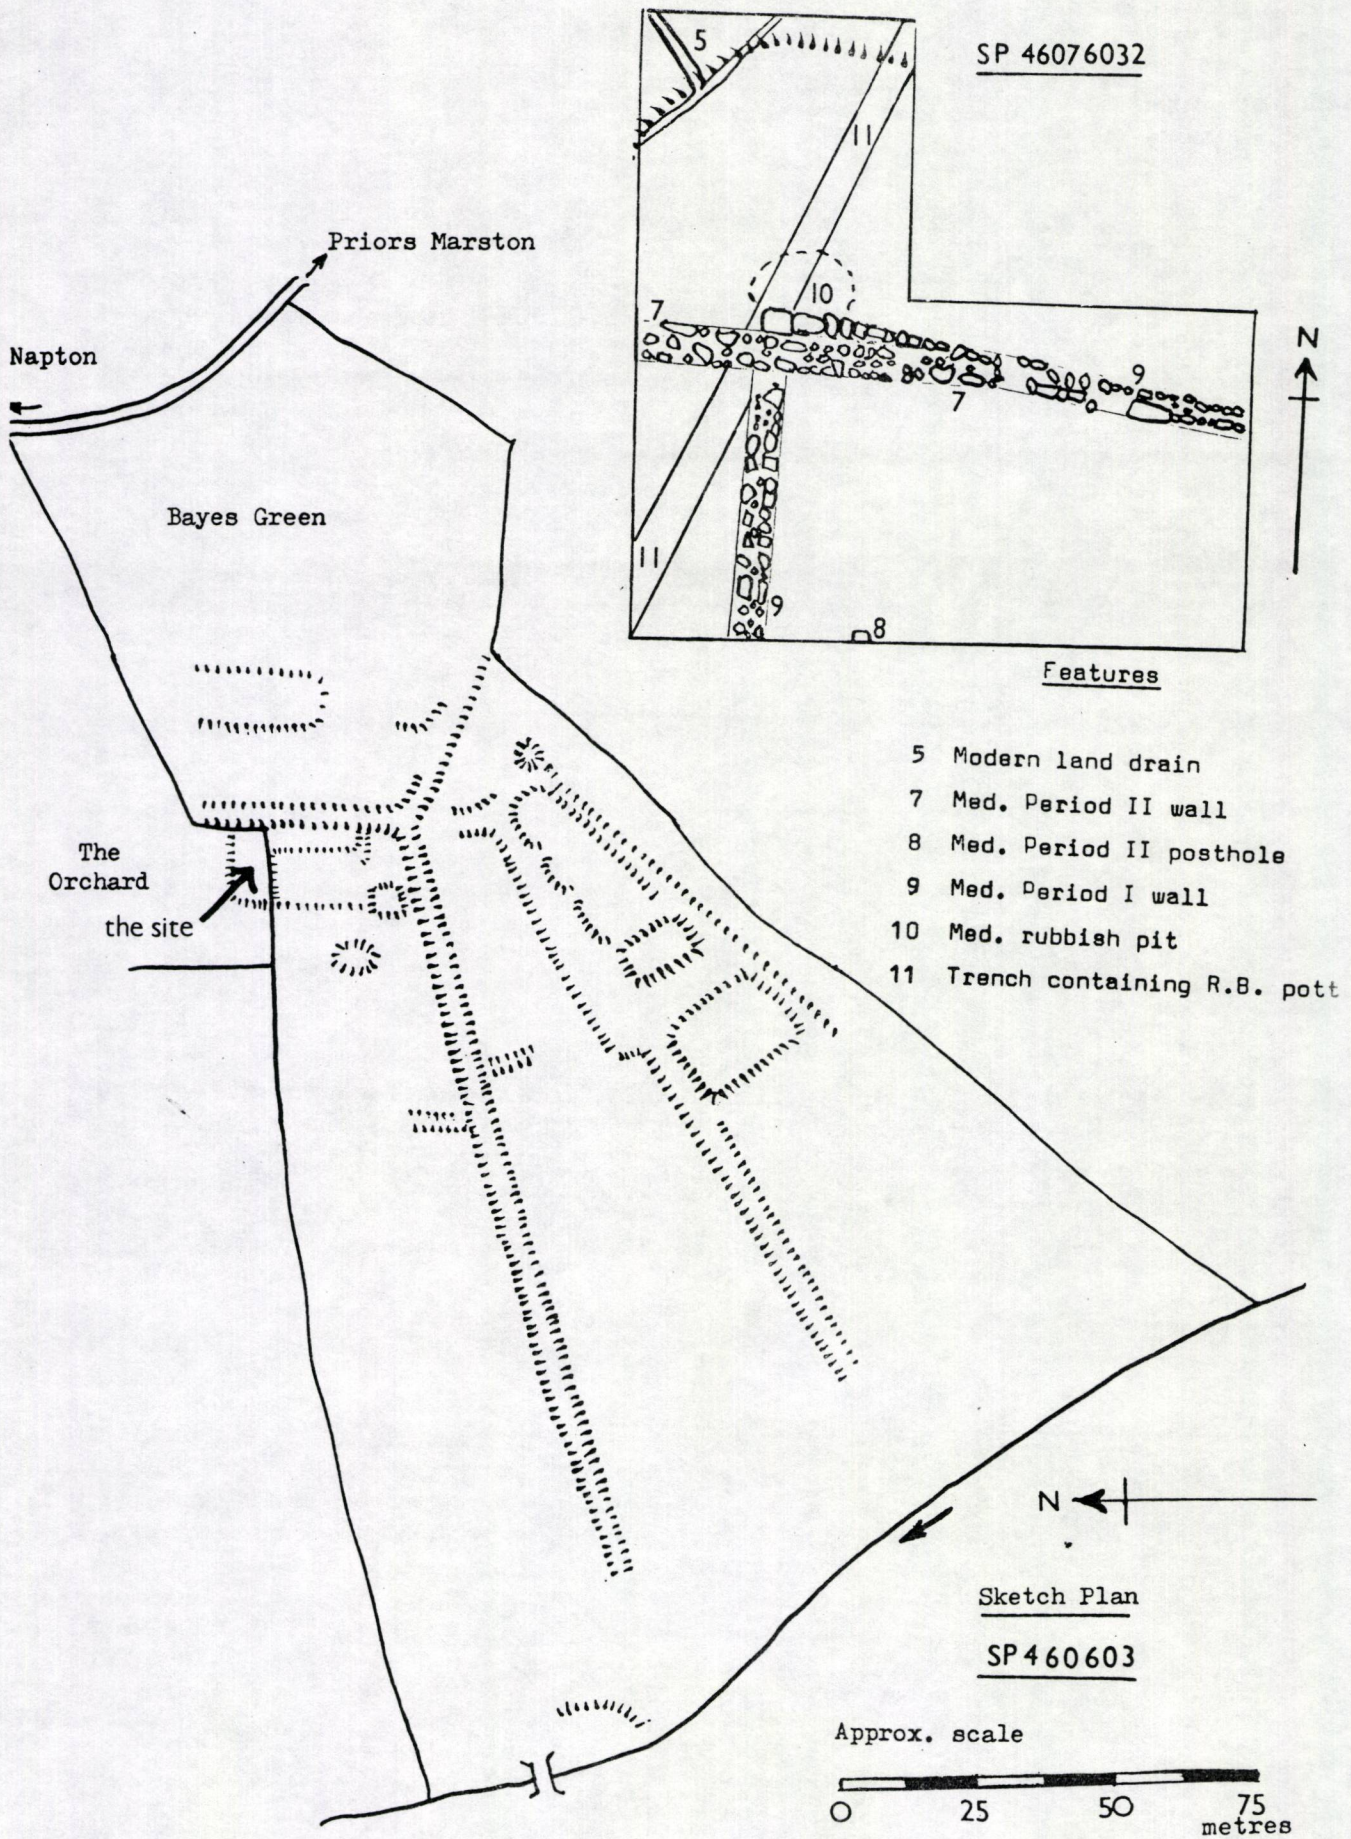 SP 46076032
5
11
10
7
9
7
N
11
9
8
Priors Marston
Napton
Bayes Green
The
Orchard
the site
Features
5 Modern land drain
7 Med. Period II wall
8 Med. Period II posthole
9 Med. Period I wall
10 Med. rubbish pit
11 Trench containing R.B. pott
N
Sketch Plan
SP460603
Approx. scale
0 25 50 75
metres